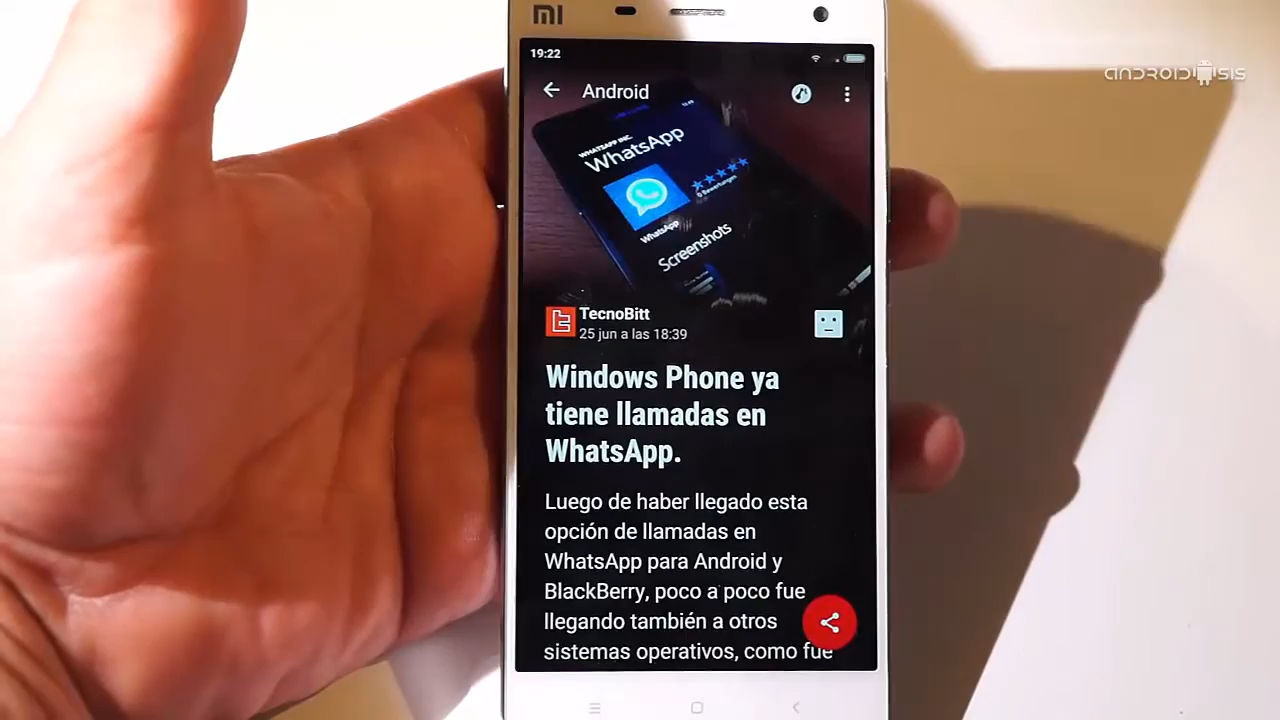 MI
19:22
ANDROIDSIS
Android
WHATSAPP INC.
WhatsApp
0 Bewertungen
WhatsApp
Screenshots
TecnoBitt
25 jun a las 18:39
Windows Phone ya
tiene llamadas en
WhatsApp.
Luego de haber llegado esta
opción de llamadas en
WhatsApp para Android y
BlackBerry, poco a poco fue
llegando también a otros
sistemas operativos, como fue